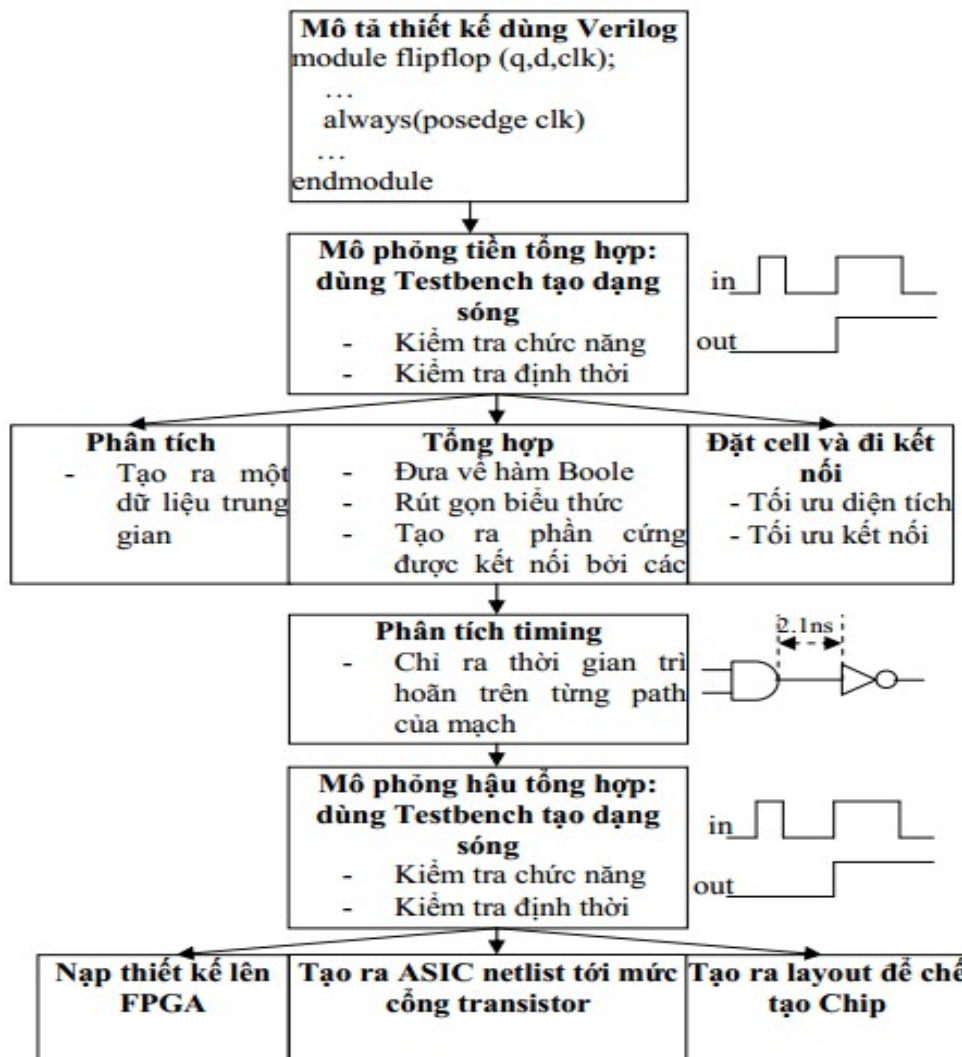 Mô tả thiết kế dùng Verilog
module flipflop (q,d,clk);
…
always(posedge clk)
…
endmodule
Mô phỏng tiền tổng hợp:
dùng Testbench tạo dạng
sóng
- Kiểm tra chức năng
- Kiểm tra định thời
in
out
Phân tích
- Tạo ra một
dữ liệu trung
gian
Tổng hợp
- Đưa về hàm Boole
- Rút gọn biểu thức
- Tạo ra phần cứng
được kết nối bởi các
Đặt cell và đi kết
nối
- Tối ưu diện tích
- Tối ưu kết nối
Phân tích timing
- Chỉ ra thời gian trì
hoãn trên từng path
của mạch
2.1ns
Mô phỏng hậu tổng hợp:
dùng Testbench tạo dạng
sóng
- Kiểm tra chức năng
- Kiểm tra định thời
in
out
Nạp thiết kế lên
FPGA
Tạo ra ASIC netlist tới mức
cổng transistor
Tạo ra layout để chế
tạo Chip